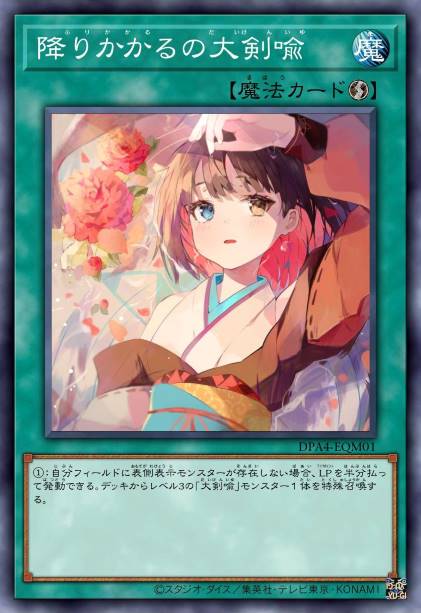 降りかかるの大剣喩
魔
【魔法カード】
DPA4-EQM01
①:自分フィールドに表側表示モンスターが存在しない場合、LPを半分払っ
て発動できる。デッキからレベル3の「大剣喩」モンスター1体を特殊召喚す
る。
©スタジオ・ダイス/集英社・テレビ東京・KONAMI